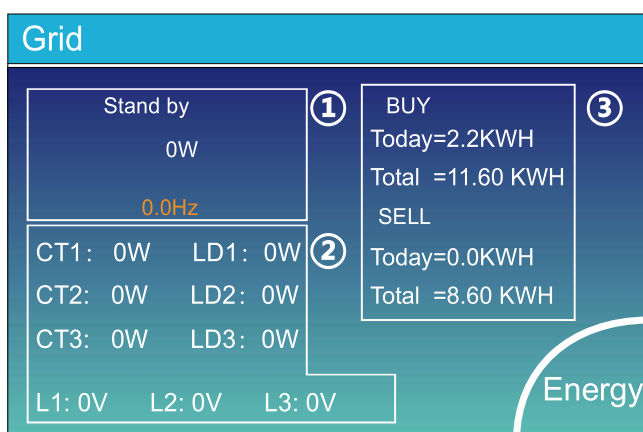 Grid
Stand by
0W
0.0Hz
①
CT1: 0W LD1: 0W
②
CT2: 0W LD2: 0W
CT3: 0W LD3: 0W
L1: 0V L2: 0V L3: 0V
BUY
③
Today=2.2KWH
Total =11.60 KWH
SELL
Today=0.0KWH
Total =8.60 KWH
Energy